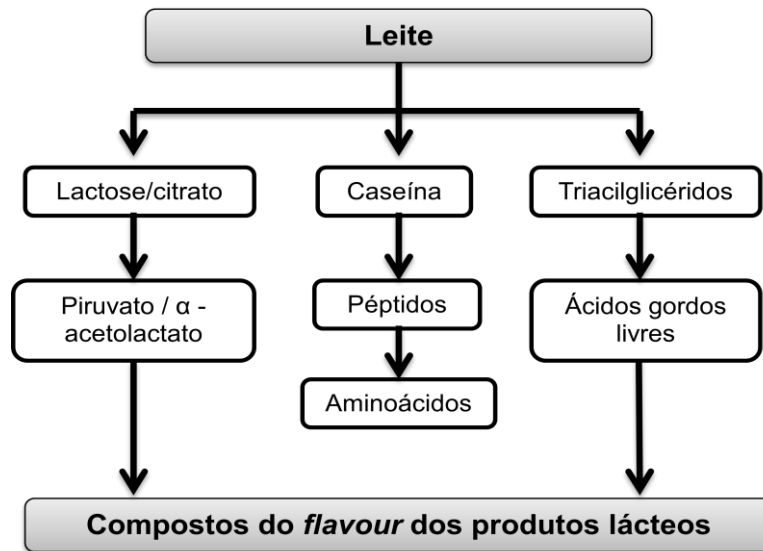 Leite
Lactose/citrato
Caseína
Triacilglicéridos
Piruvato / α -
acetolactato
Péptidos
Ácidos gordos
livres
Aminoácidos
Compostos do flavour dos produtos lácteos